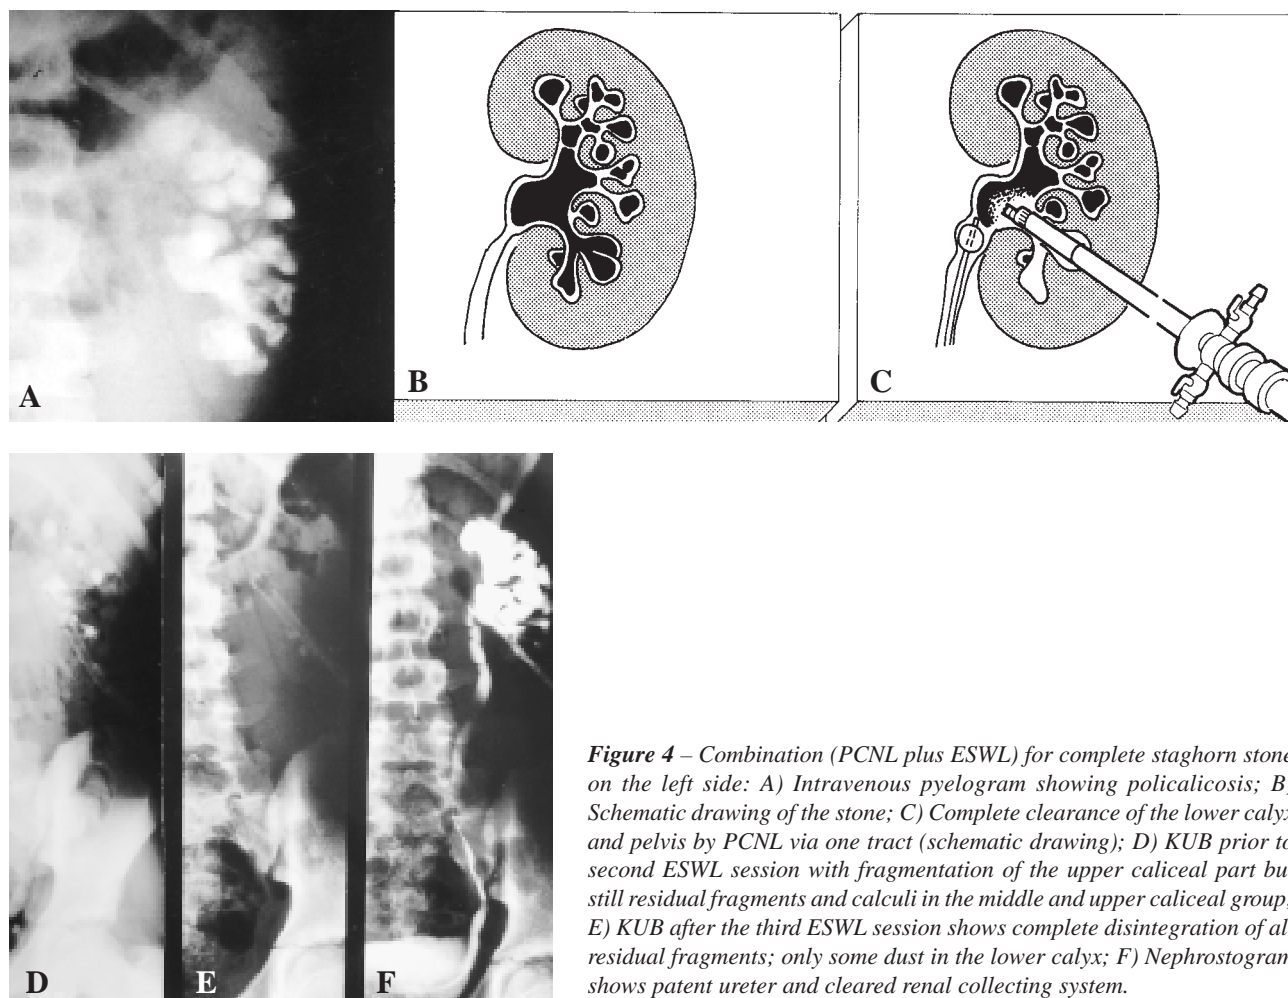 A
B
C
D
E
F
Figure 4 – Combination (PCNL plus ESWL) for complete staghorn stone
on the left side: A) Intravenous pyelogram showing policalicosis; B)
Schematic drawing of the stone; C) Complete clearance of the lower calyx
and pelvis by PCNL via one tract (schematic drawing); D) KUB prior to
second ESWL session with fragmentation of the upper caliceal part bu
still residual fragments and calculi in the middle and upper caliceal group;
E) KUB after the third ESWL session shows complete disintegration of al
residual fragments; only some dust in the lower calyx; F) Nephrostogram
shows patent ureter and cleared renal collecting system.